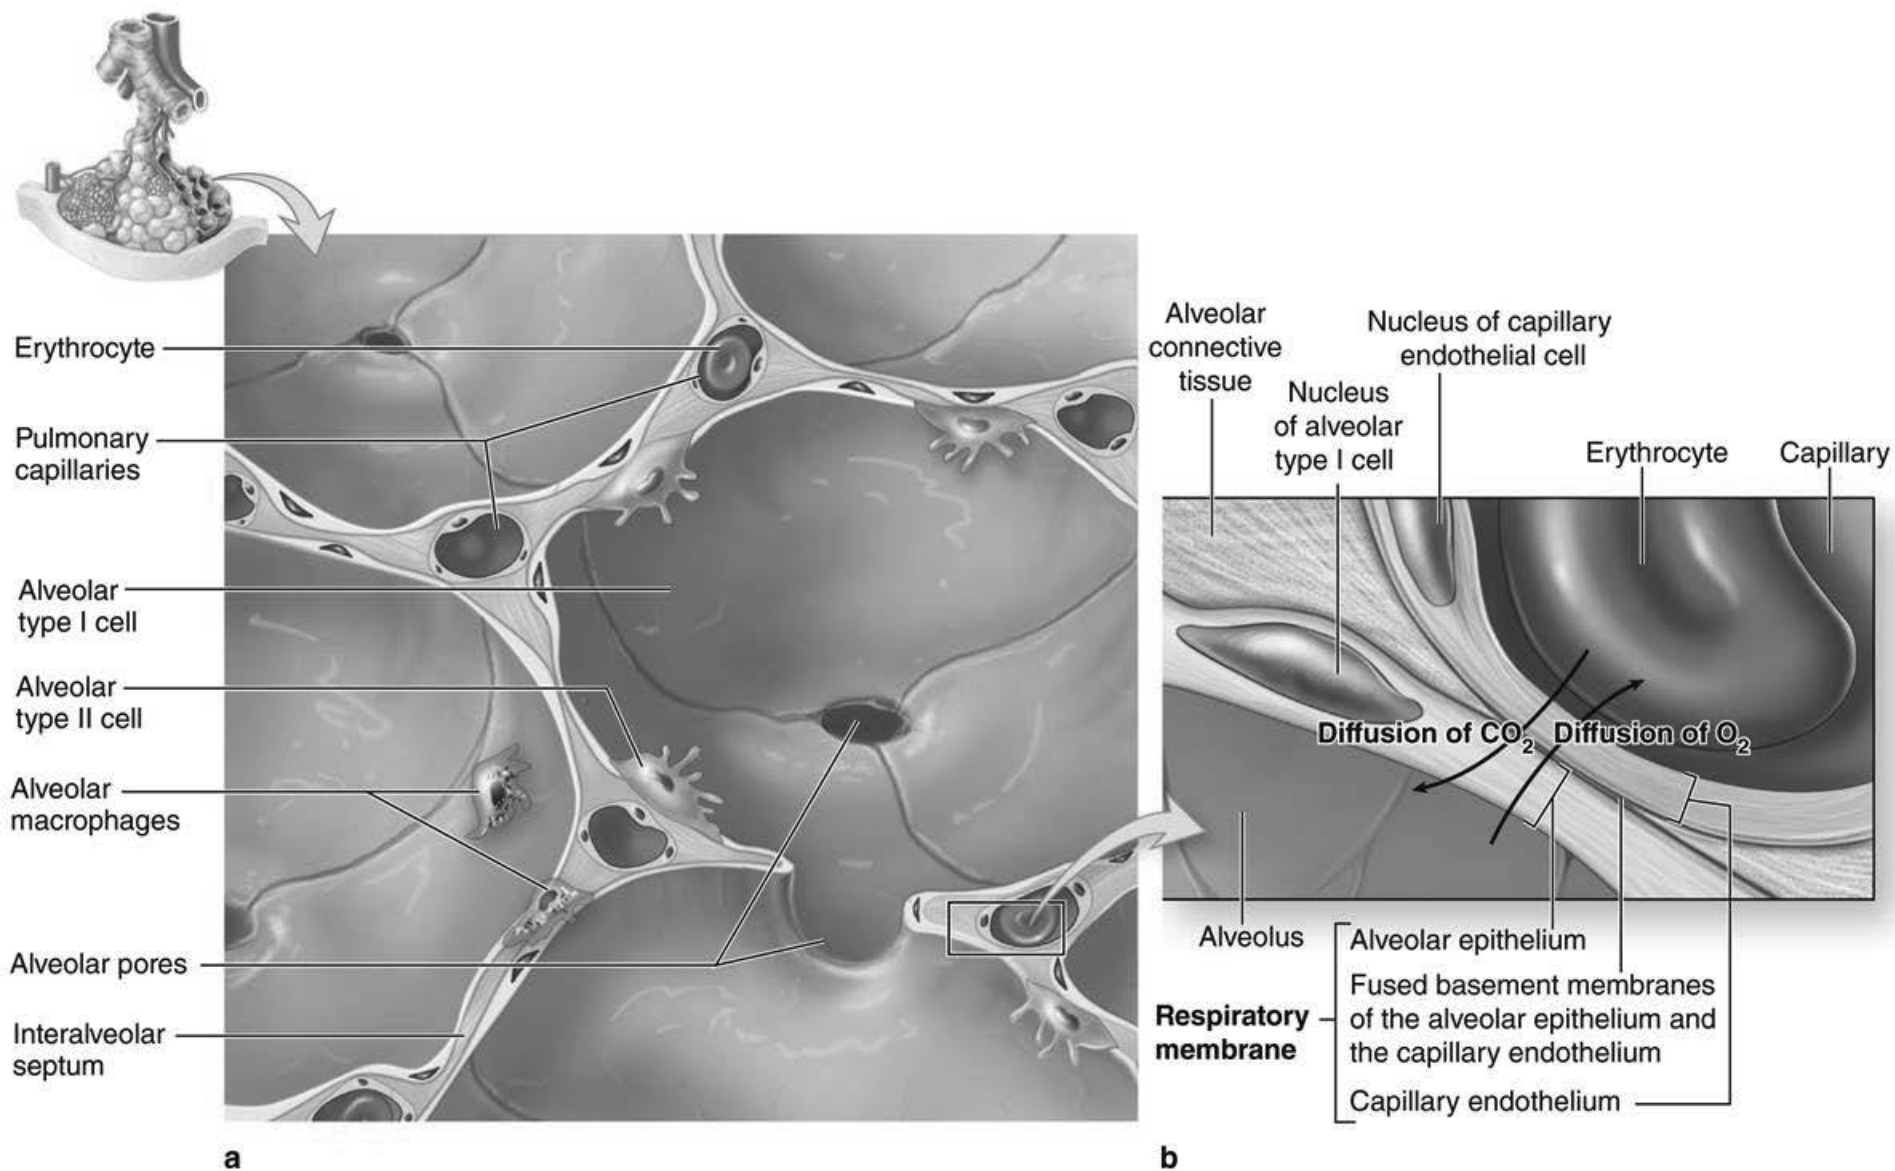 Erythrocyte
Pulmonary
capillaries
Alveolar
type I cell
Alveolar
type II cell
Alveolar
macrophages
Alveolar pores
Interalveolar
septum
a
Alveolar
connective
tissue
Nucleus of capillary
endothelial cell
Nucleus
of alveolar
type I cell
Erythrocyte
Capillary
Diffusion of CO₂
Diffusion of O₂
Alveolus
Respiratory
membrane
Alveolar epithelium
Fused basement membranes
of the alveolar epithelium and
the capillary endothelium
Capillary endothelium
b